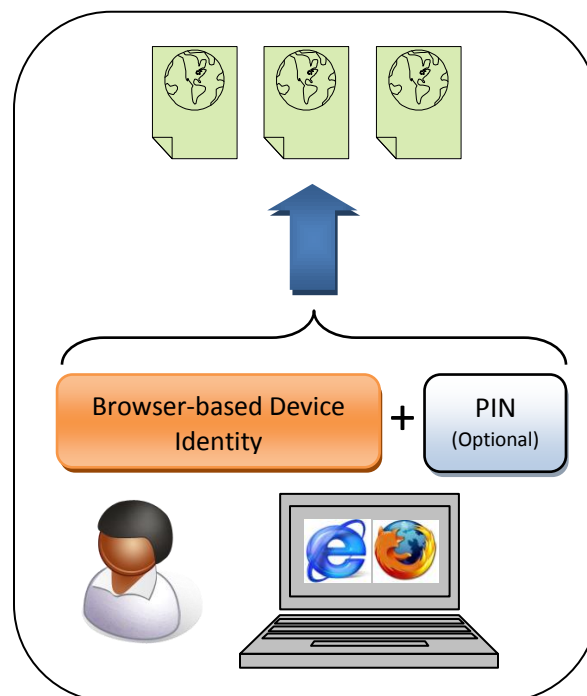 Browser-based Device
Identity
+
PIN
(Optional)